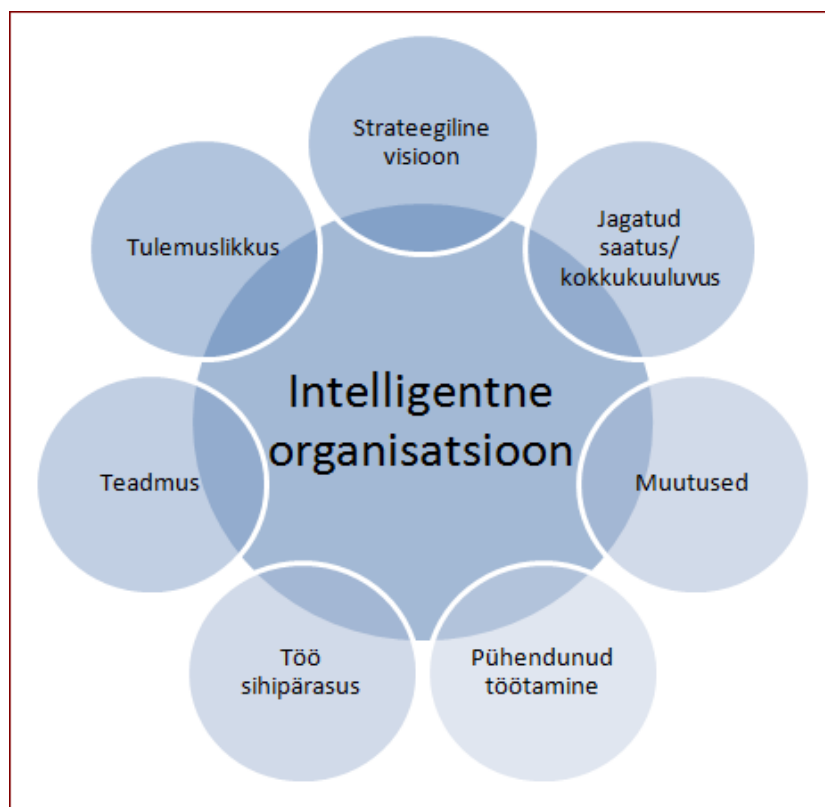 Strateegiline
visioon
Jagatud
saatus/
kokkukuuluvus
Muutused
Pühendunud
töötamine
Töö
sihipärasus
Teadmus
Tulemuslikkus
Intelligentne
organisatsioon